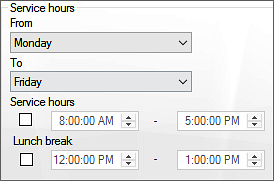 Service hours
From
Monday
To
Friday
Service hours
8:00:00 AM - 5:00:00 PM
Lunch break
12:00:00 PM - 1:00:00 PM